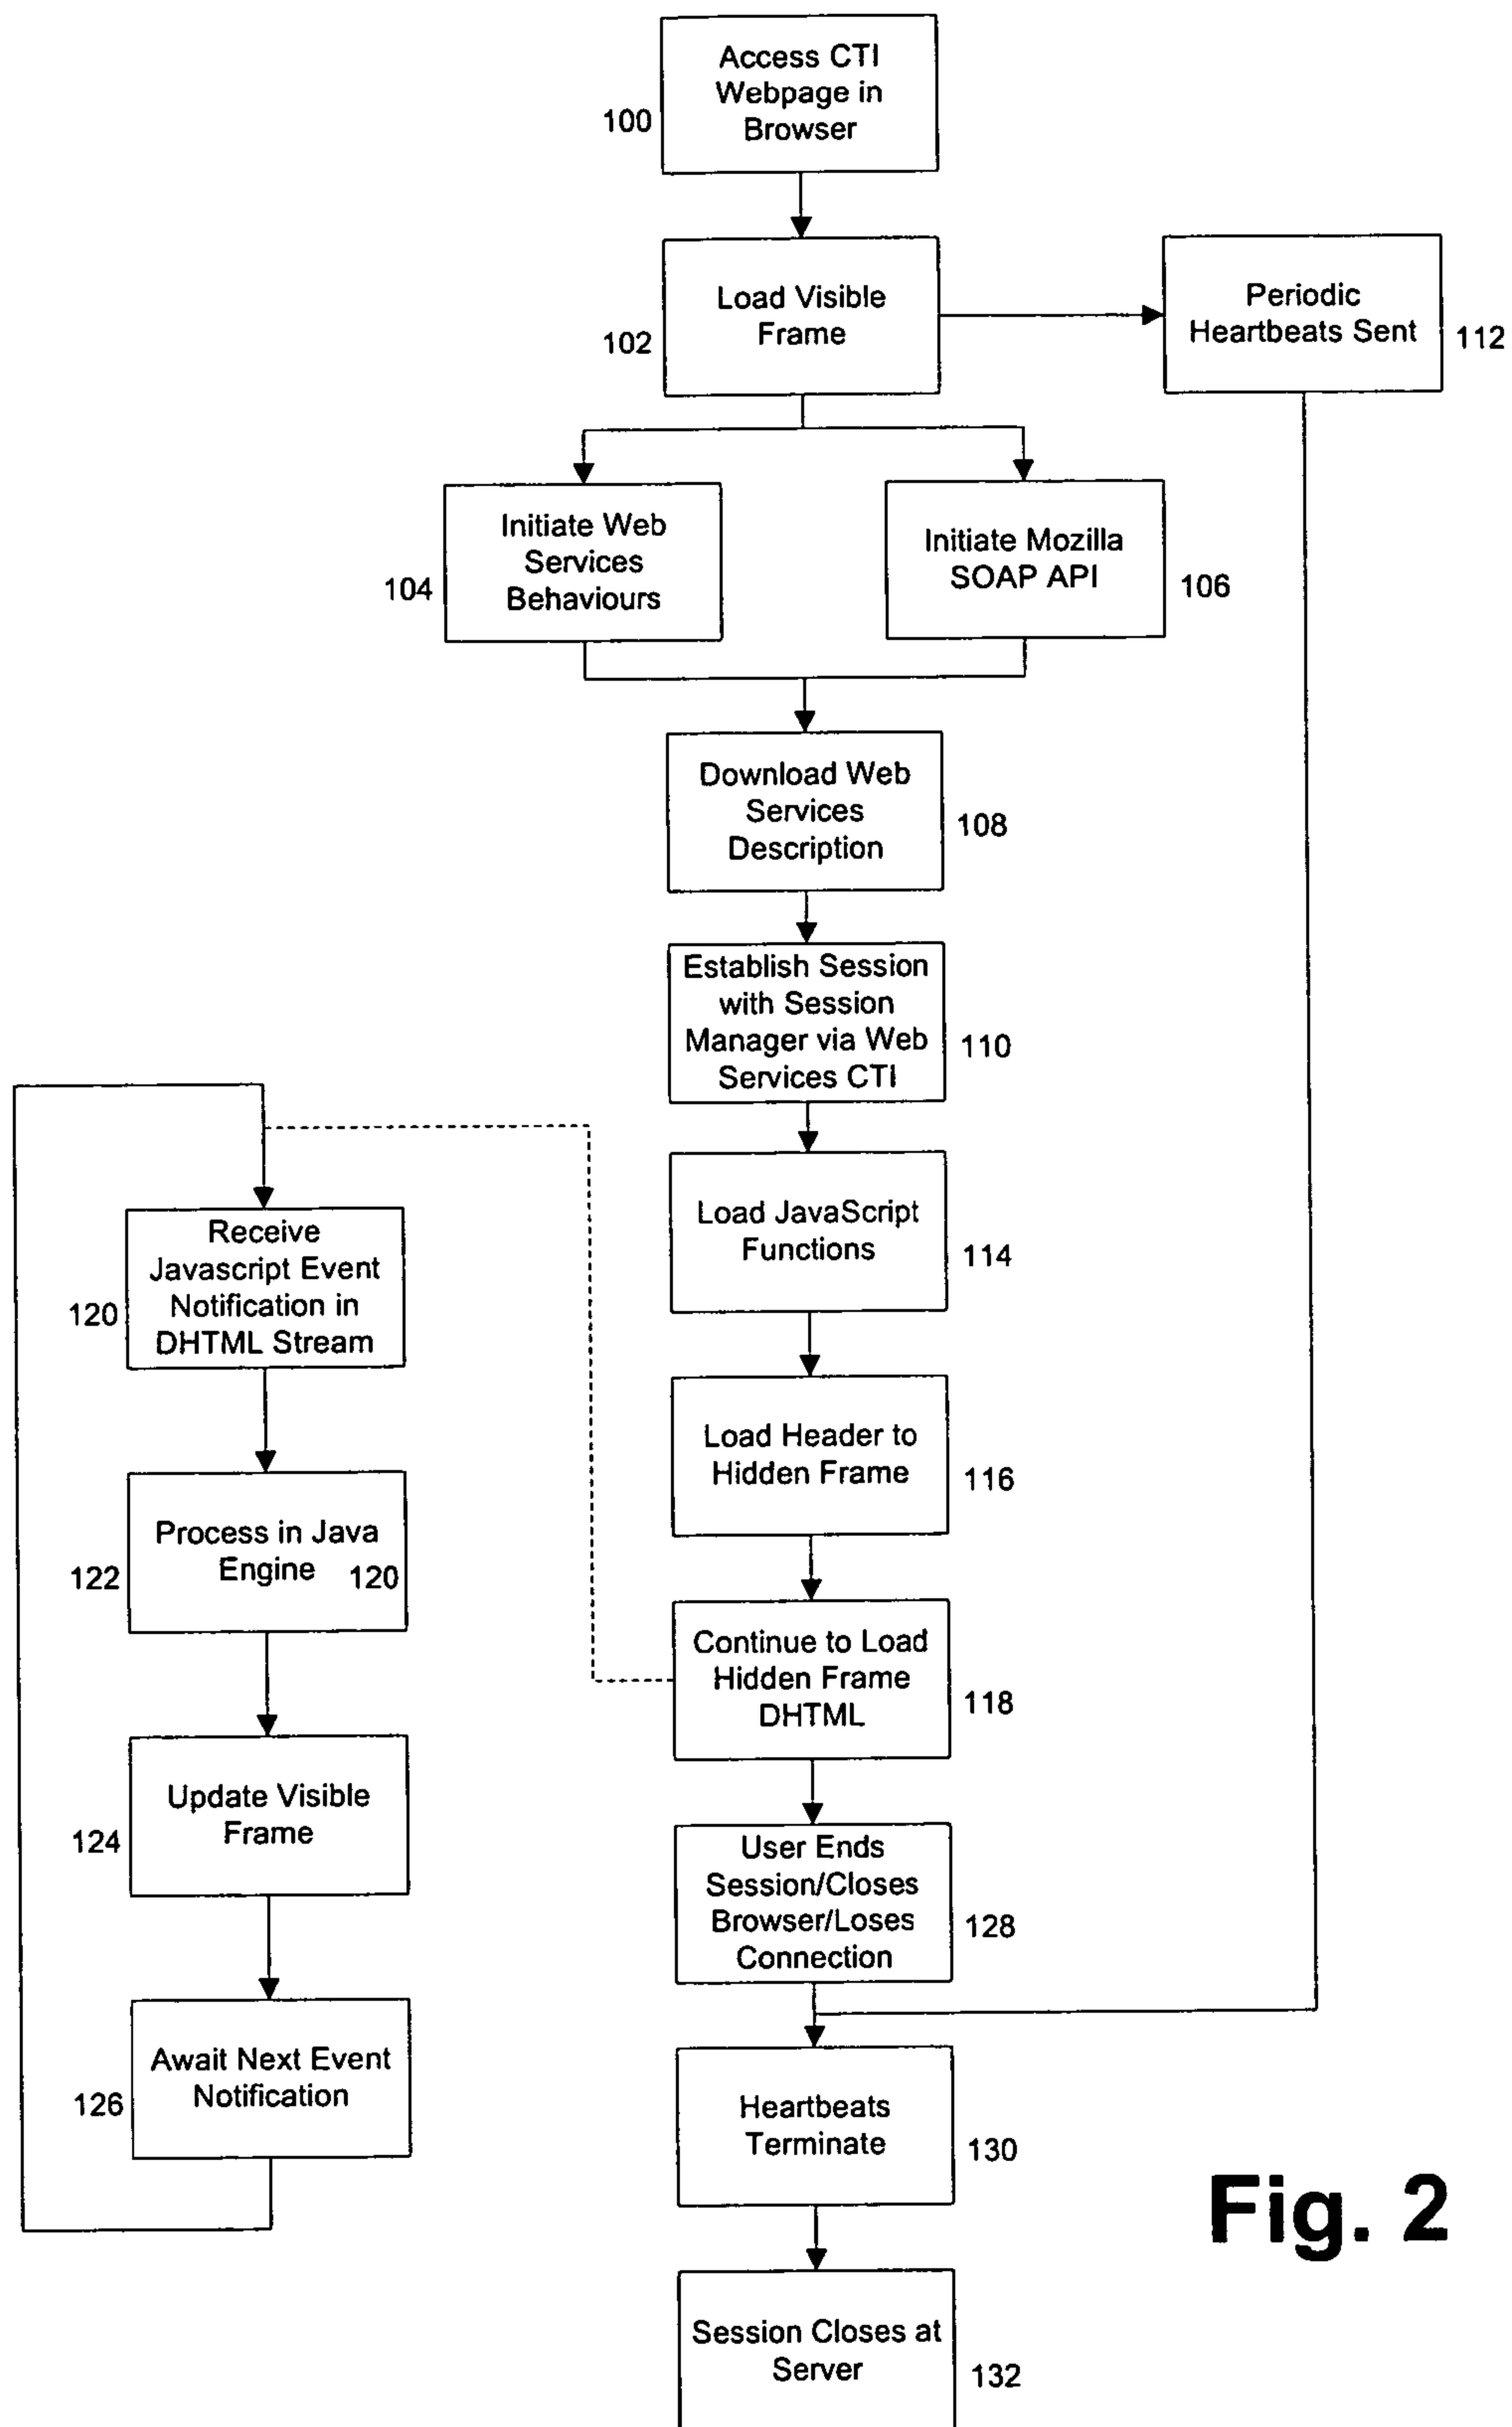 Access CTI
Webpage in
Browser
100
Load Visible
Frame
102
Periodic
Heartbeats Sent
112
Initiate Web
Services
Behaviours
104
Initiate Mozilla
SOAP API
106
Download Web
Services
Description
108
Establish Session
with Session
Manager via Web
Services CTI
110
Load JavaScript
Functions
114
Receive
Javascript Event
Notification in
DHTML Stream
120
Load Header to
Hidden Frame
116
Process in Java
Engine 120
122
Continue to Load
Hidden Frame
DHTML
118
Update Visible
Frame
124
User Ends
Session/Closes
Browser/Loses
Connection
128
Await Next Event
Notification
126
Heartbeats
Terminate
130
Session Closes at
Server
132
Fig. 2